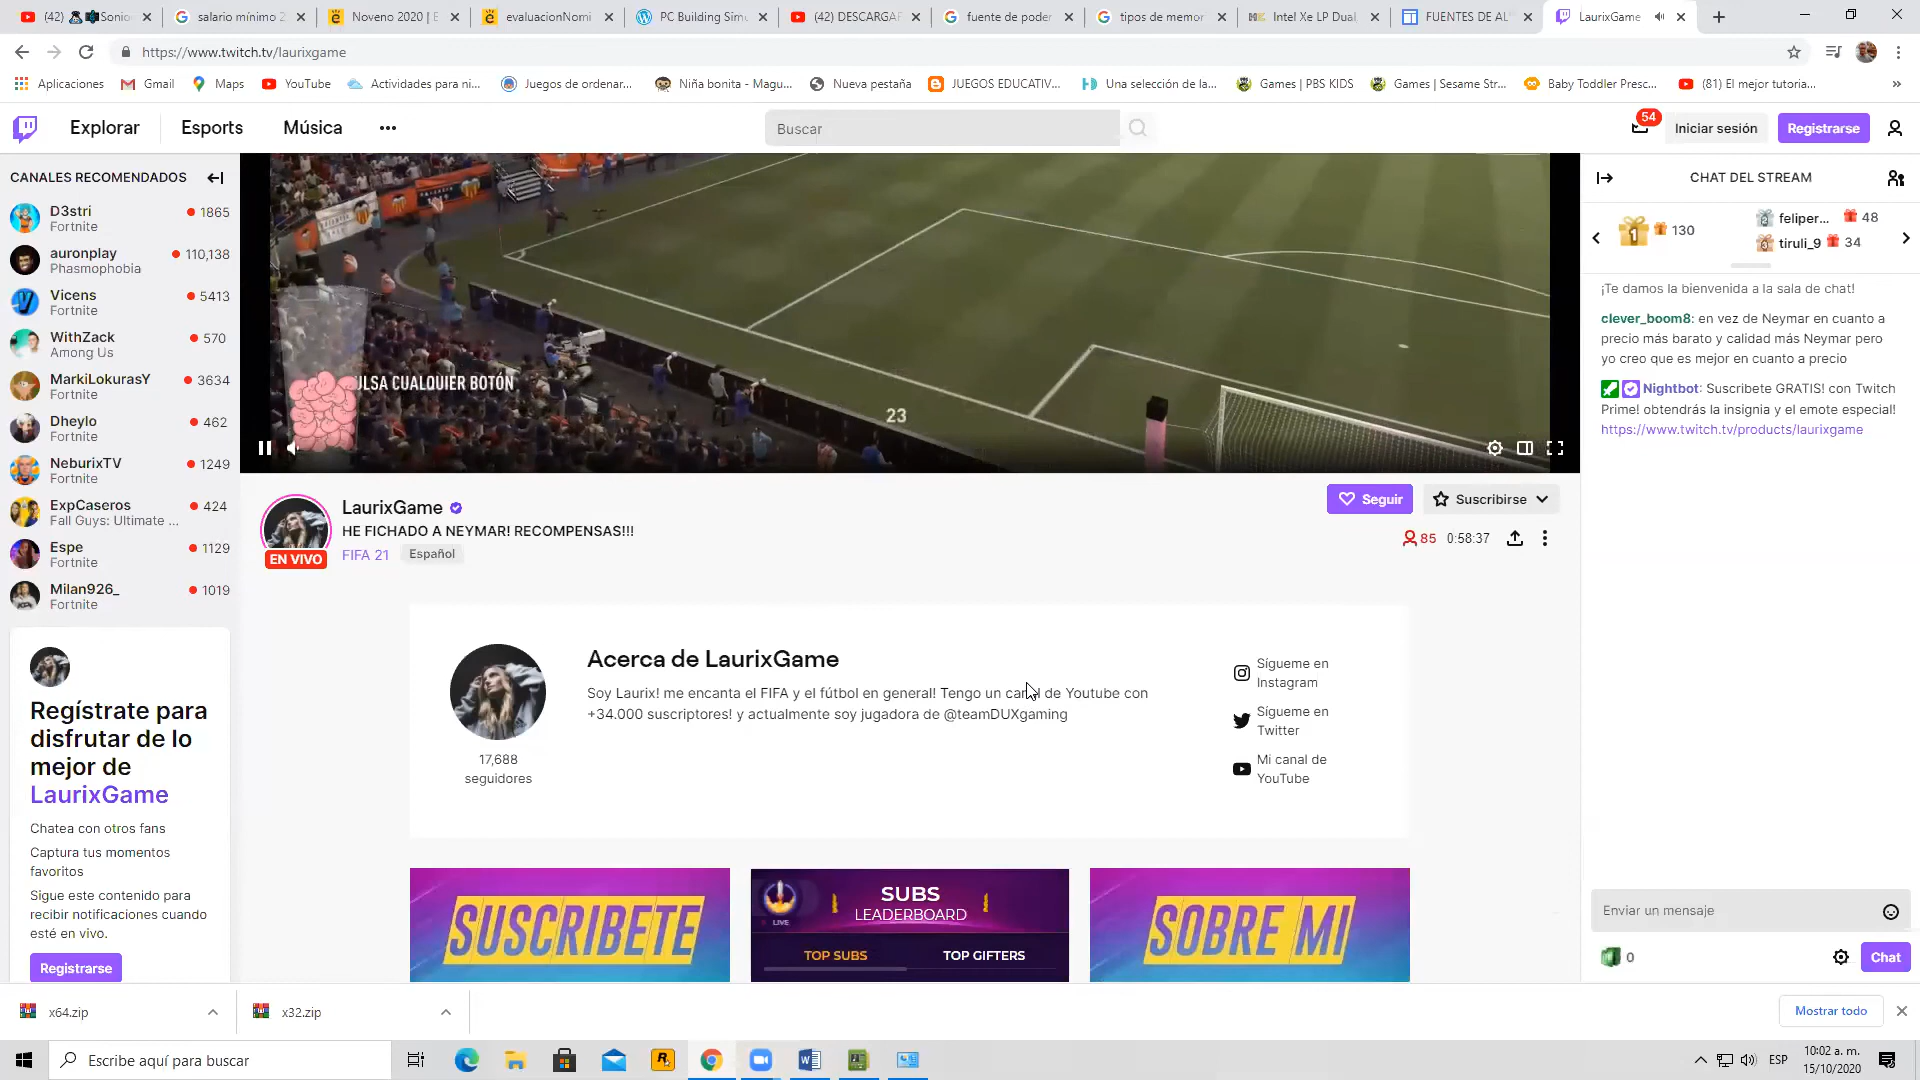 (42)
Sonio
salario mínimo 2
Noveno 2020 | E
evaluacionNomi
PC Building Simu
(42) DESCARGAR
fuente de poder
tipos de memor
Intel Xe LP Dual,
FUENTES DE AL
LaurixGame
https://www.twitch.tv/laurixgame
Aplicaciones
Gmail
Maps
YouTube
Actividades para ni...
Juegos de ordenar...
Niña bonita - Magu...
Nueva pestaña
JUEGOS EDUCATIV...
Una selección de la...
Games | PBS KIDS
Games | Sesame Str...
Baby Toddler Presc...
(81) El mejor tutoria...
»
Explorar
Esports
Música
Buscar
54
Iniciar sesión
Registrarse
CANALES RECOMENDADOS
D3stri
1865
Fortnite
auronplay
110,138
Phasmophobia
Vicens
5413
Fortnite
WithZack
570
Among Us
MarkiLokurasY
3634
Fortnite
Dheylo
462
Fortnite
NeburixTV
1249
Fortnite
ExpCaseros
424
Fall Guys: Ultimate ...
Espe
1129
Fortnite
Milan926_
1019
Fortnite
Regístrate para
disfrutar de lo
mejor de
LaurixGame
Chatea con otros fans
Captura tus momentos
favoritos
Sigue este contenido para
recibir notificaciones cuando
esté en vivo.
Registrarse
ULSA CUALQUIER BOTÓN
23
LaurixGame
HE FICHADO A NEYMAR! RECOMPENSAS!!!
FIFA 21
Español
EN VIVO
Seguir
Suscribirse
85
0:58:37
Acerca de LaurixGame
Soy Laurix! me encanta el FIFA y el fútbol en general! Tengo un canal de Youtube con
+34.000 suscriptores! y actualmente soy jugadora de @teamDUXgaming
17,688
seguidores
Sígueme en
Instagram
Sígueme en
Twitter
Mi canal de
YouTube
SUSCRIBETE
LIVE
SUBS
LEADERBOARD
TOP SUBS
TOP GIFTERS
SOBRE MI
CHAT DEL STREAM
1
130
2
feliper...
48
3
tiruli_9
34
¡Te damos la bienvenida a la sala de chat!
clever_boom8: en vez de Neymar en cuanto a
precio más barato y calidad más Neymar pero
yo creo que es mejor en cuanto a precio
Nightbot: Suscribete GRATIS! con Twitch
Prime! obtendrás la insignia y el emote especial!
https://www.twitch.tv/products/laurixgame
Enviar un mensaje
0
Chat
x64.zip
x32.zip
Mostrar todo
Escribe aquí para buscar
ESP
10:02 a. m.
15/10/2020